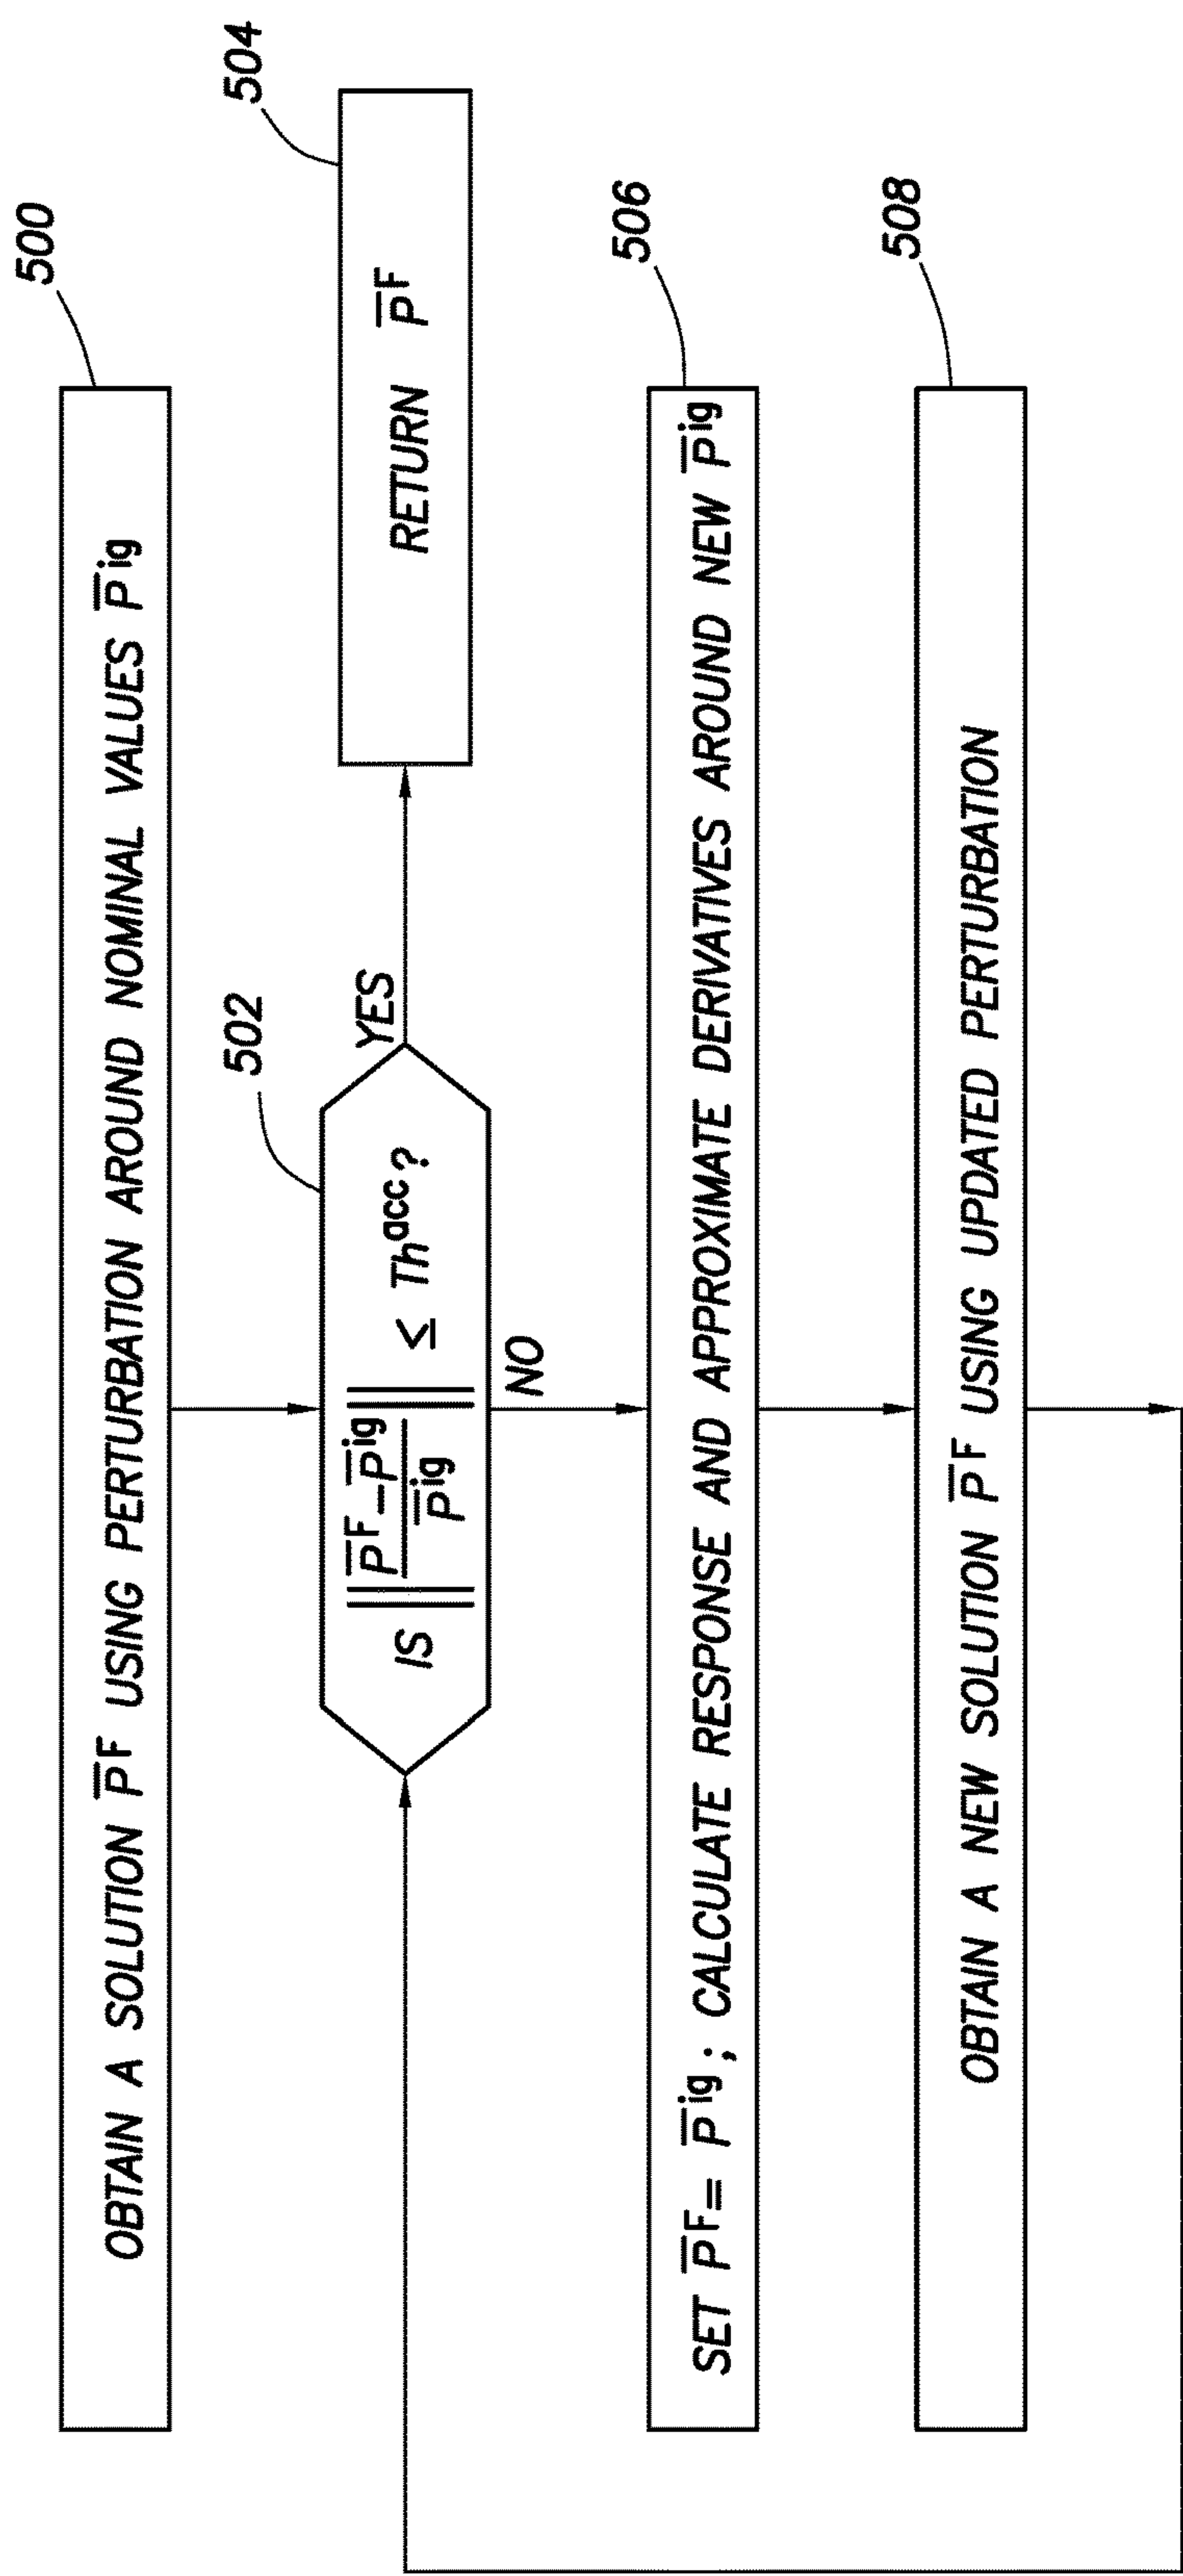 500
OBTAIN A SOLUTION P̅ᶠ USING PERTURBATION AROUND NOMINAL VALUES P̅ⁱᵍ
502
IS ‖ (P̅ᶠ – P̅ⁱᵍ) / P̅ⁱᵍ ‖ ≤ Thᵃᶜᶜ?
YES
504
RETURN P̅ᶠ
NO
506
SET P̅ᶠ = P̅ⁱᵍ; CALCULATE RESPONSE AND APPROXIMATE DERIVATIVES AROUND NEW P̅ⁱᵍ
508
OBTAIN A NEW SOLUTION P̅ᶠ USING UPDATED PERTURBATION